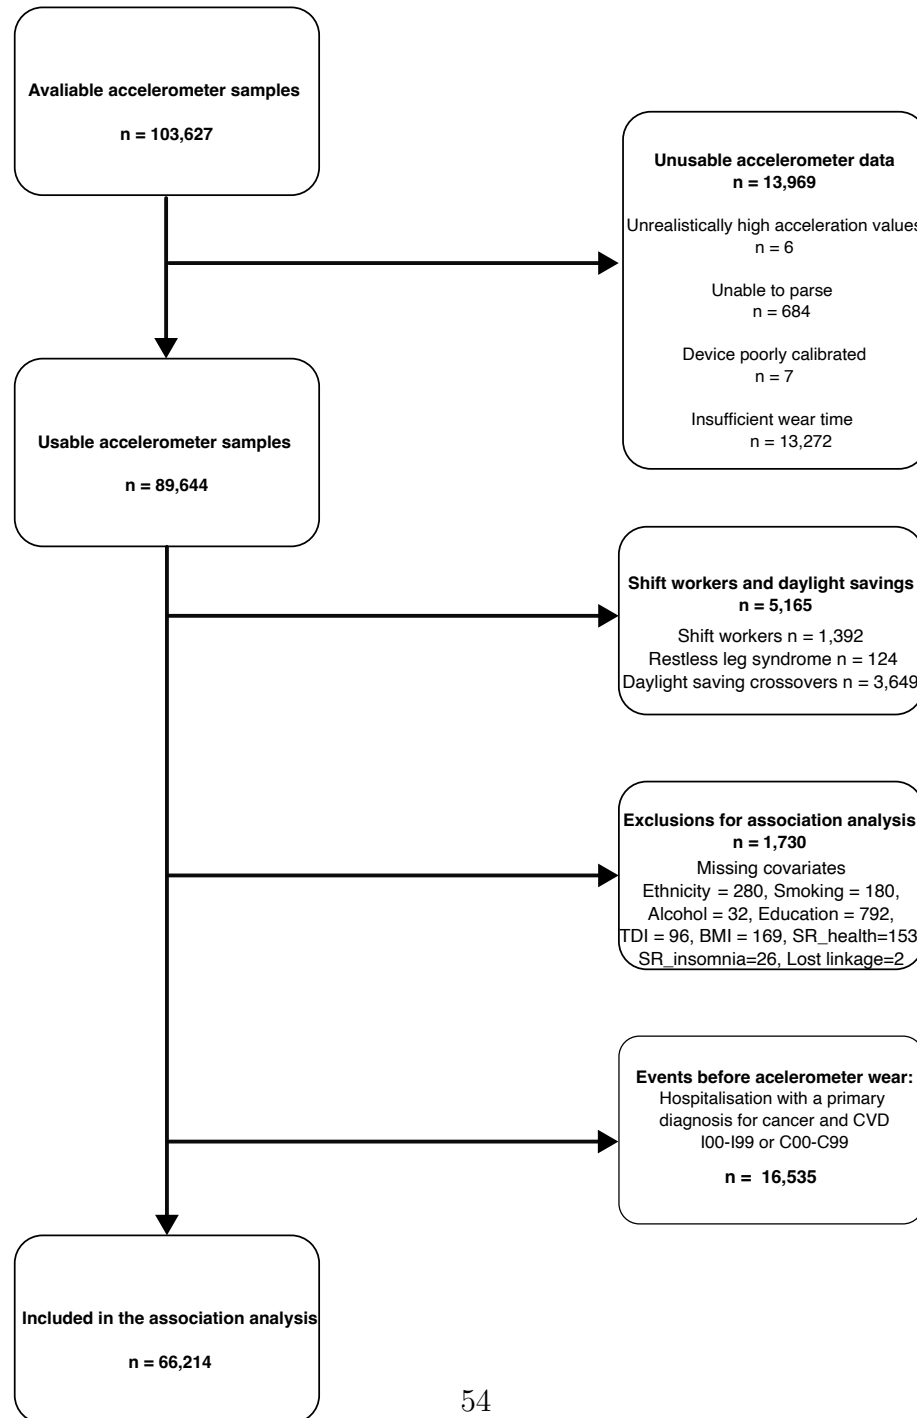 Avaliable accelerometer samples
n = 103,627
Unusable accelerometer data
n = 13,969
Unrealistically high acceleration values
n = 6
Unable to parse
n = 684
Device poorly calibrated
n = 7
Insufficient wear time
n = 13,272
Usable accelerometer samples
n = 89,644
Shift workers and daylight savings
n = 5,165
Shift workers n = 1,392
Restless leg syndrome n = 124
Daylight saving crossovers n = 3,649
Exclusions for association analysis
n = 1,730
Missing covariates
Ethnicity = 280, Smoking = 180,
Alcohol = 32, Education = 792,
TDI = 96, BMI = 169, SR_health=153
SR_insomnia=26, Lost linkage=2
Events before acelerometer wear:
Hospitalisation with a primary
diagnosis for cancer and CVD
I00-I99 or C00-C99
n = 16,535
Included in the association analysis
n = 66,214
54